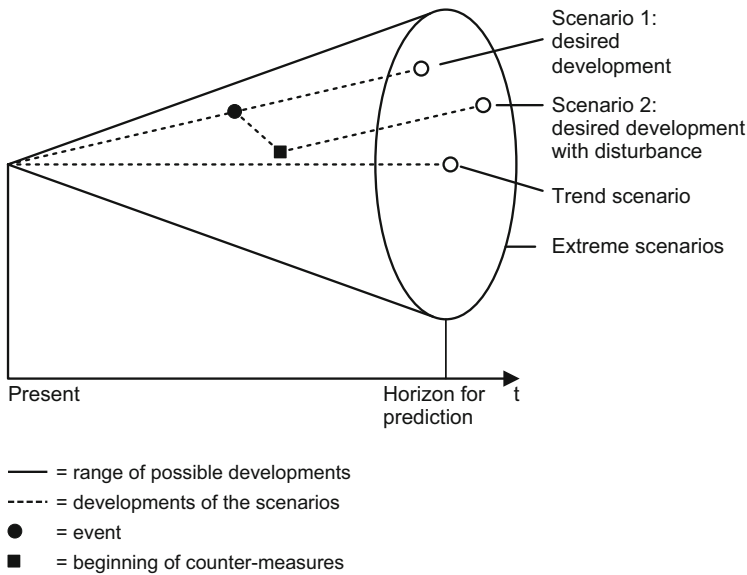 Scenario 1:
desired
development
Scenario 2:
desired development
with disturbance
Trend scenario
Extreme scenarios
Present
Horizon for
prediction
t
= range of possible developments
= developments of the scenarios
= event
= beginning of counter-measures